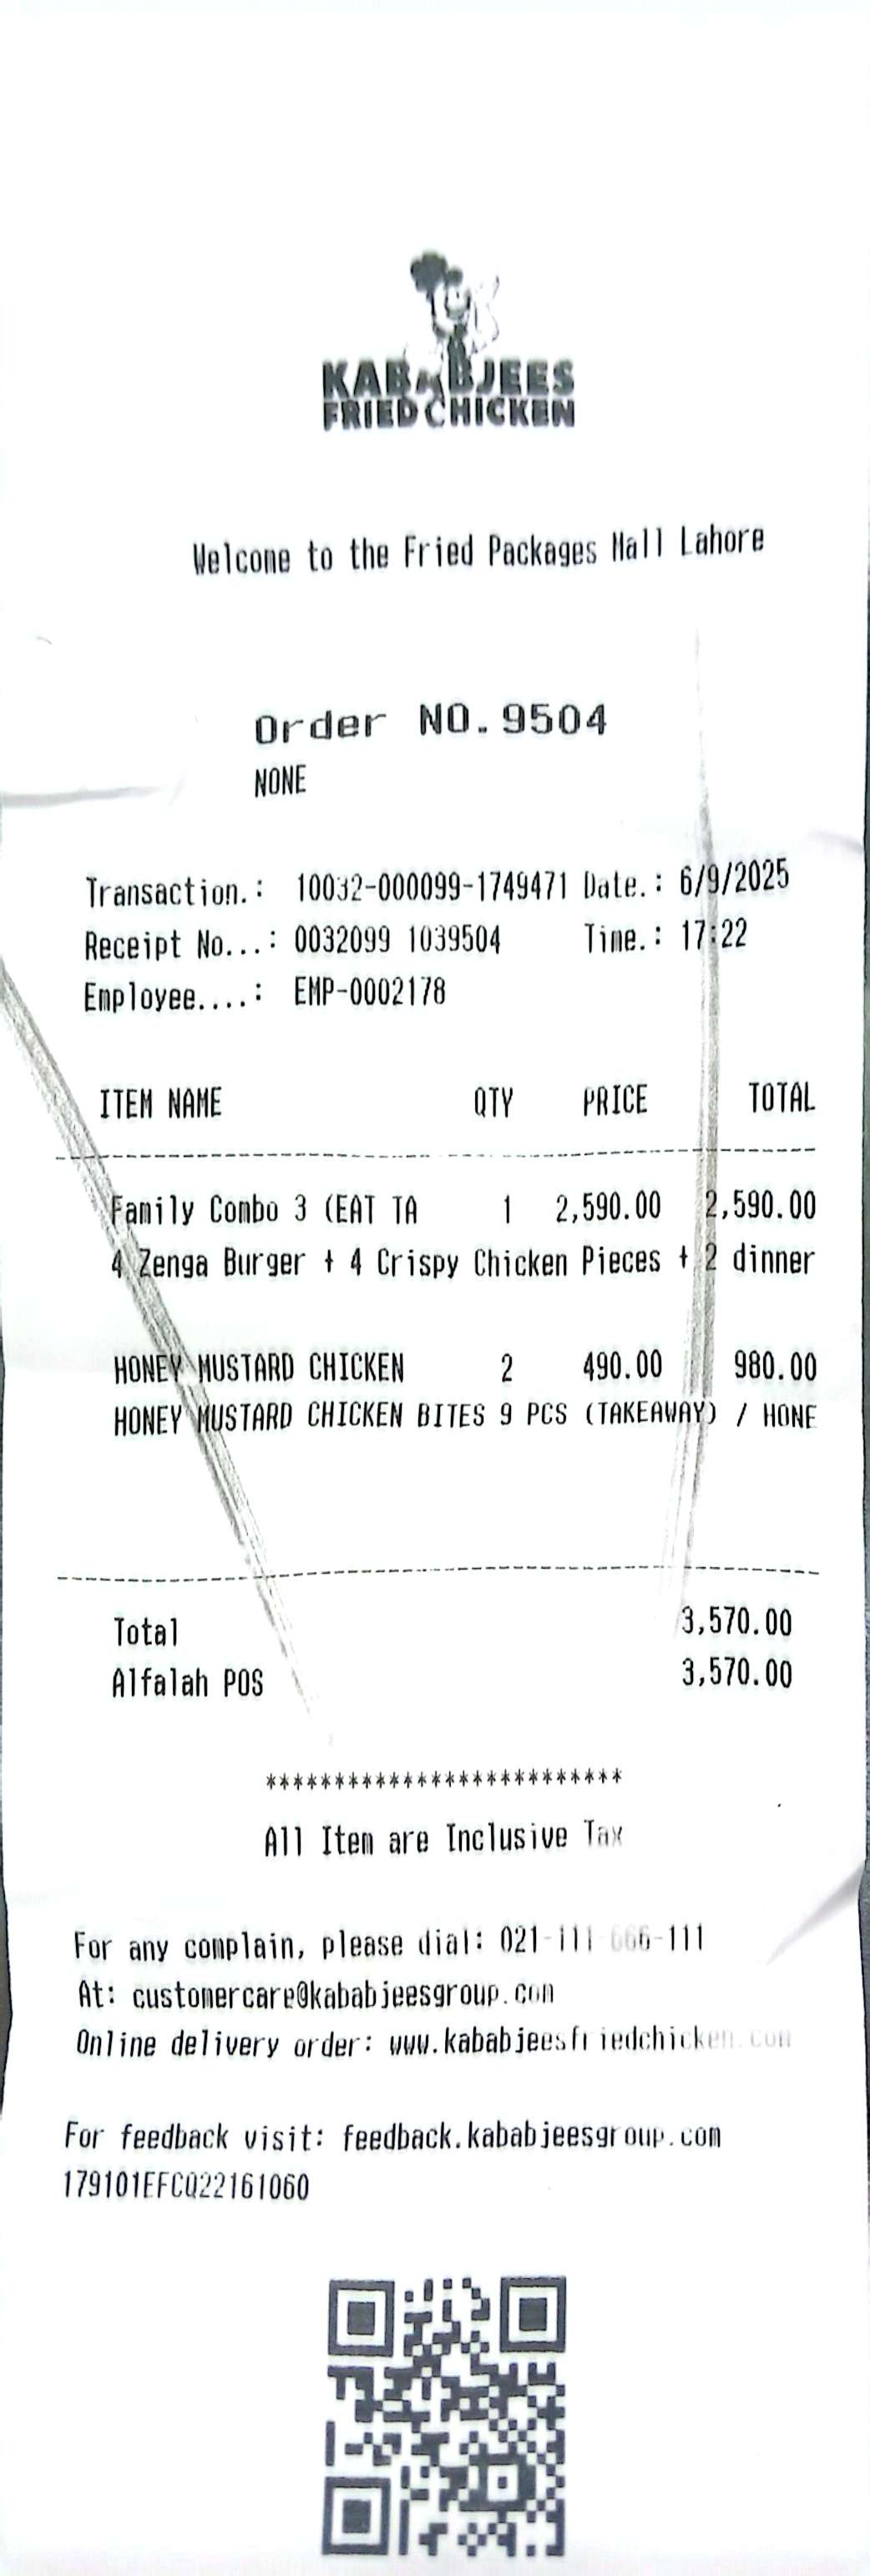 KABABJEES
FRIED CHICKEN
Welcome to the Fried Packages Mall Lahore
Order NO.9504
NONE
Transaction.: 10032-000099-1749471 Date.: 6/9/2025
Receipt No...: 0032099 1039504 Time.: 17:22
Employee....: EMP-0002178
ITEM NAME QTY PRICE TOTAL
Family Combo 3 (EAT TA 1 2,590.00 2,590.00
4 Zenga Burger + 4 Crispy Chicken Pieces + 2 dinner
HONEY MUSTARD CHICKEN 2 490.00 980.00
HONEY MUSTARD CHICKEN BITES 9 PCS (TAKEAWAY) / HONE
Total 3,570.00
Alfalah POS 3,570.00
**************************
All Item are Inclusive Tax
For any complain, please dial: 021-111-666-111
At: customercare@kababjeesgroup.com
Online delivery order: www.kababjeesfriedchicken.com
For feedback visit: feedback.kababjeesgroup.com
179101EFCQ22161060